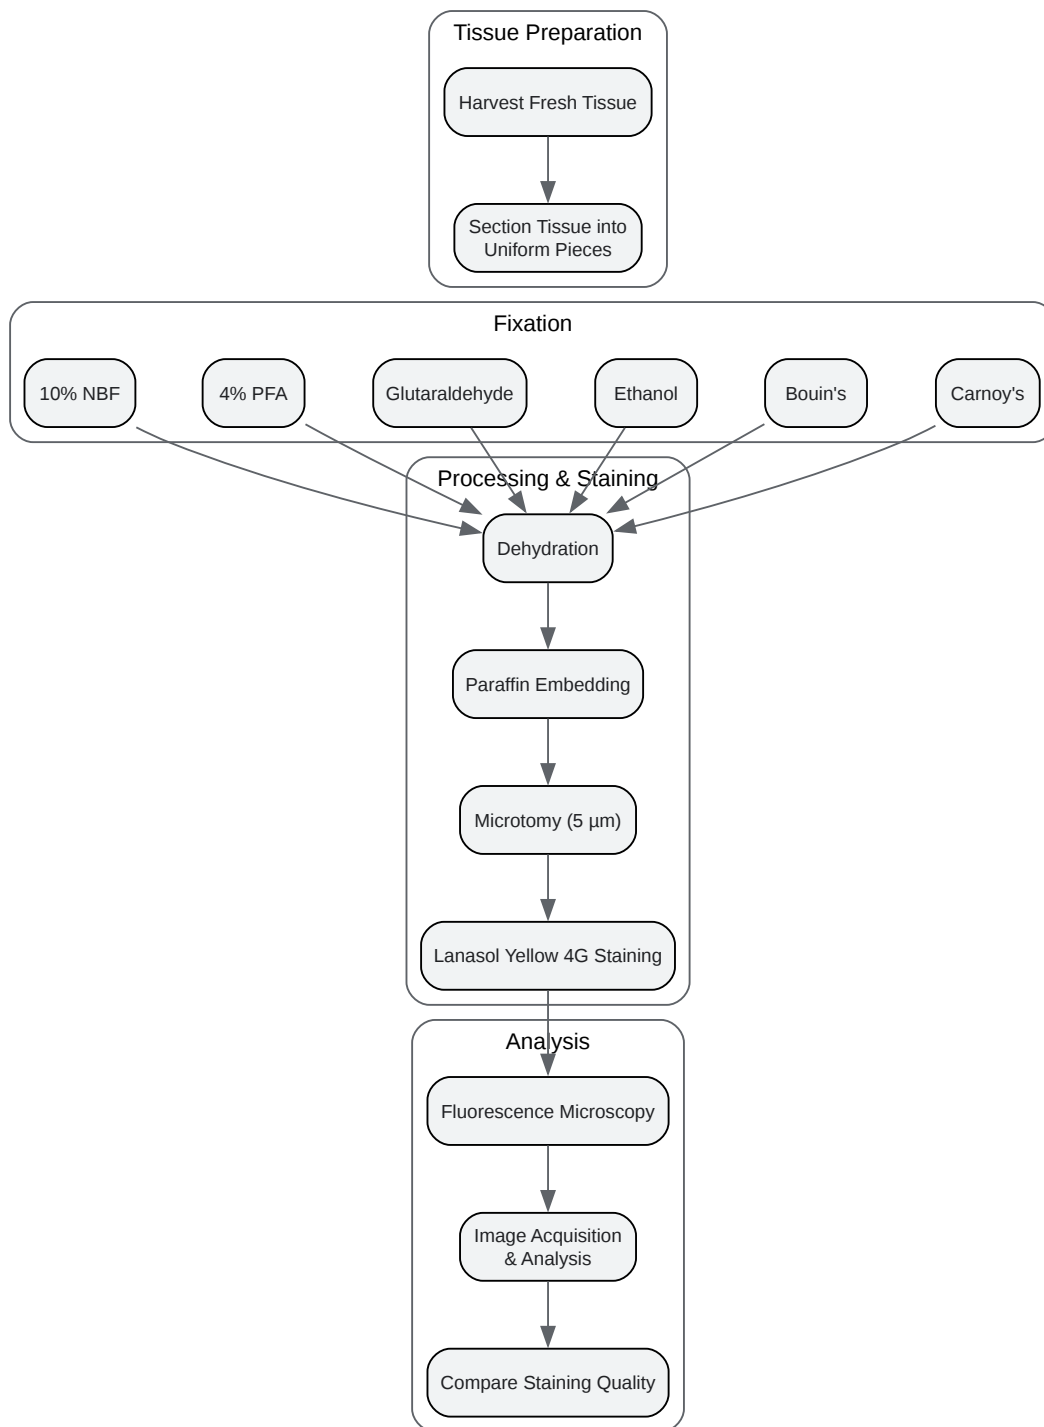 Tissue Preparation
Harvest Fresh Tissue
Section Tissue into
Uniform Pieces
Fixation
10% NBF
4% PFA
Glutaraldehyde
Ethanol
Bouin's
Carnoy's
Processing & Staining
Dehydration
Paraffin Embedding
Microtomy (5 µm)
Lanasol Yellow 4G Staining
Analysis
Fluorescence Microscopy
Image Acquisition
& Analysis
Compare Staining Quality